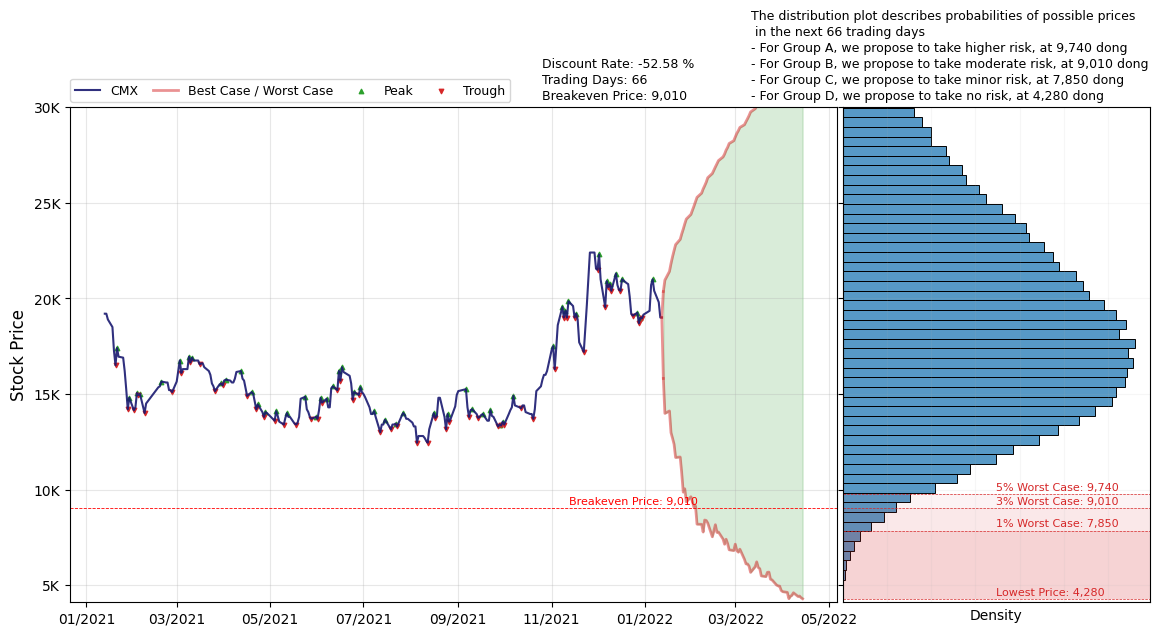 The distribution plot describes probabilities of possible prices
in the next 66 trading days
- For Group A, we propose to take higher risk, at 9,740 dong
- For Group B, we propose to take moderate risk, at 9,010 dong
- For Group C, we propose to take minor risk, at 7,850 dong
- For Group D, we propose to take no risk, at 4,280 dong
Discount Rate: -52.58 %
Trading Days: 66
Breakeven Price: 9,010
CMX Best Case / Worst Case Peak Trough
Stock Price
30K
25K
20K
15K
10K
5K
Breakeven Price: 9,010
01/2021 03/2021 05/2021 07/2021 09/2021 11/2021 01/2022 03/2022 05/2022
5% Worst Case: 9,740
3% Worst Case: 9,010
1% Worst Case: 7,850
Lowest Price: 4,280
Density